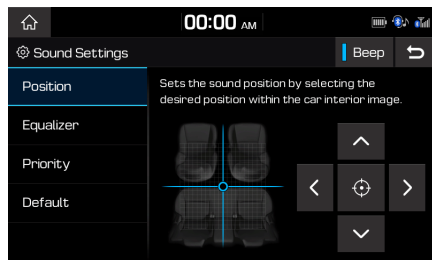 00:00 AM
Sound Settings
Beep
Position
Sets the sound position by selecting the
desired position within the car interior image.
Equalizer
Priority
Default